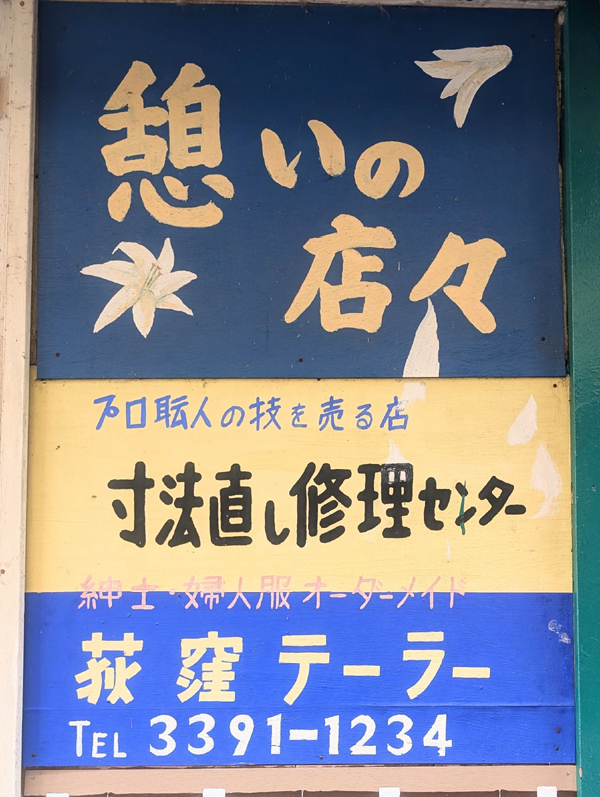 憩いの
店々
プロ耺人の技を売る店
寸法直し修理センター
紳士・婦人服オーダーメイド
荻窪テーラー
TEL 3391-1234